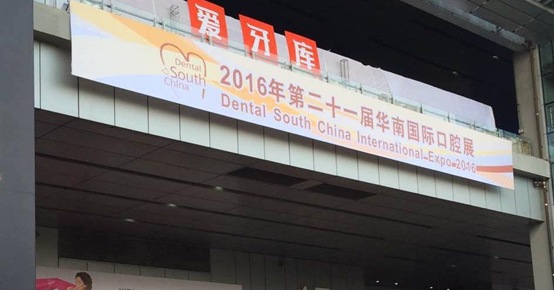 爱牙库
Dental
South
China
2016年第二十一届华南国际口腔展
Dental South China International Expo 2016